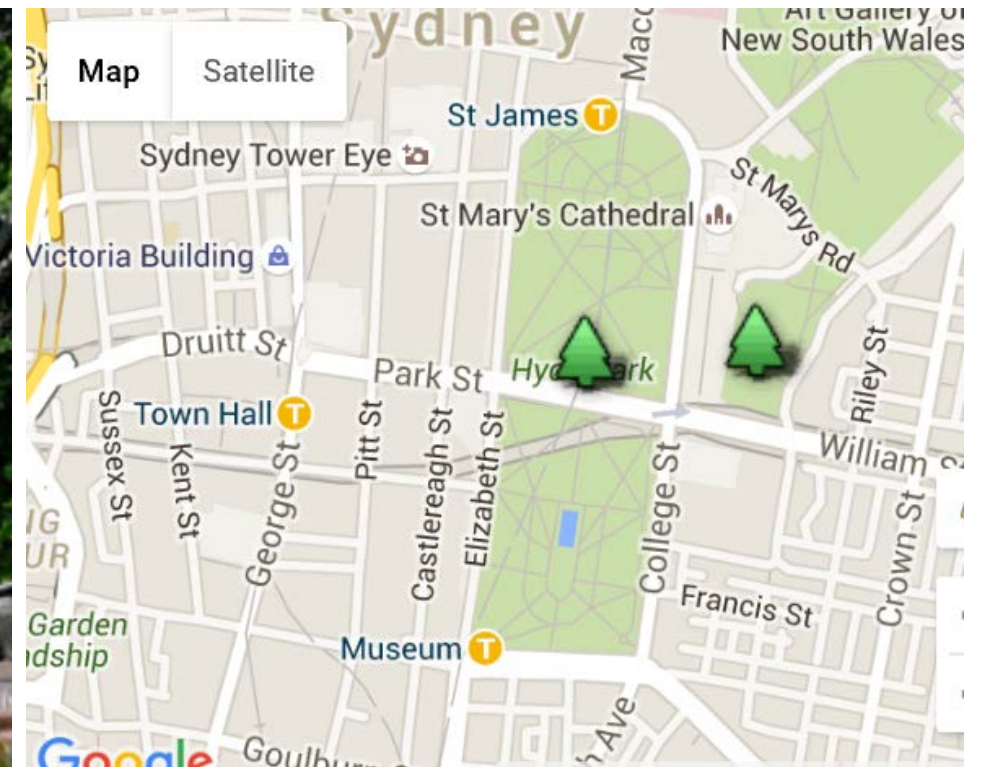 Sydney
Art Gallery of
New South Wales
Map
Satellite
Macq
St James
T
Sydney Tower Eye
St Marys Rd
St Mary's Cathedral
Victoria Building
Druitt St
Park St
Riley St
Town Hall
T
Sussex St
Kent St
George St
Pitt St
Castlereagh St
Elizabeth St
College St
William St
Crown St
Francis St
Garden
Museum
T
Google
Goulburn
Ave